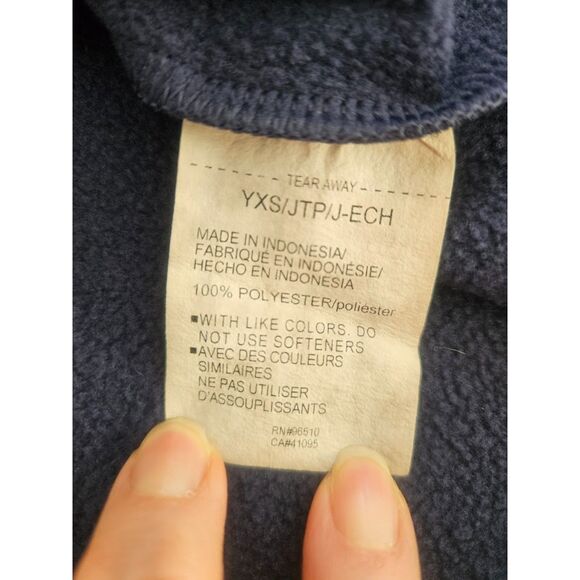 TEAR AWAY
YXS/JTP/J-ECH
MADE IN INDONESIA/
FABRIQUÉ EN INDONÉSIE/
HECHO EN INDONESIA
100% POLYESTER/poliéster
▪WITH LIKE COLORS. DO
NOT USE SOFTENERS
▪AVEC DES COULEURS
SIMILAIRES
NE PAS UTILISER
D'ASSOUPLISSANTS
RN#96510
CA#41095